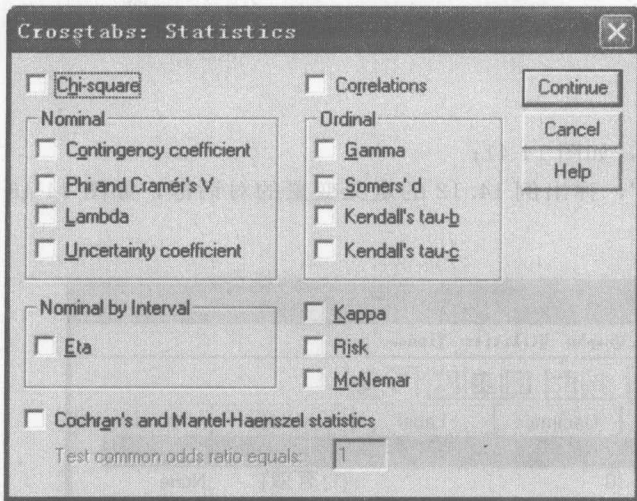 Crosstabs: Statistics
Chi-square
Correlations
Continue
Cancel
Help
Nominal
Contingency coefficient
Phi and Cramér's V
Lambda
Uncertainty coefficient
Ordinal
Gamma
Somers' d
Kendall's tau-b
Kendall's tau-c
Nominal by Interval
Eta
Kappa
Risk
McNemar
Cochran's and Mantel-Haenszel statistics
Test common odds ratio equals:
1